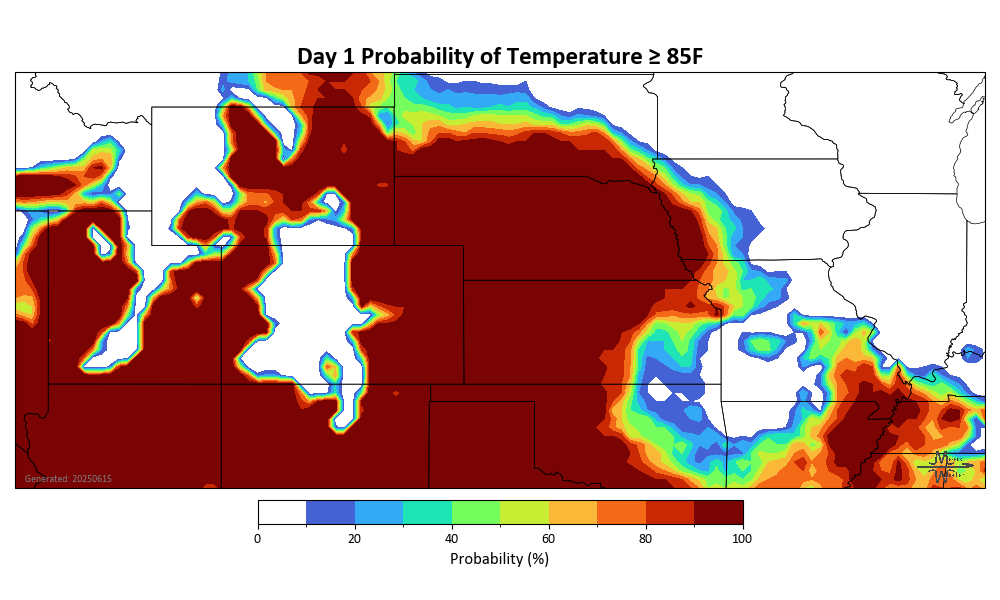 Day 1 Probability of Temperature ≥ 85F
Generated: 20250615
0 20 40 60 80 100
Probability (%)